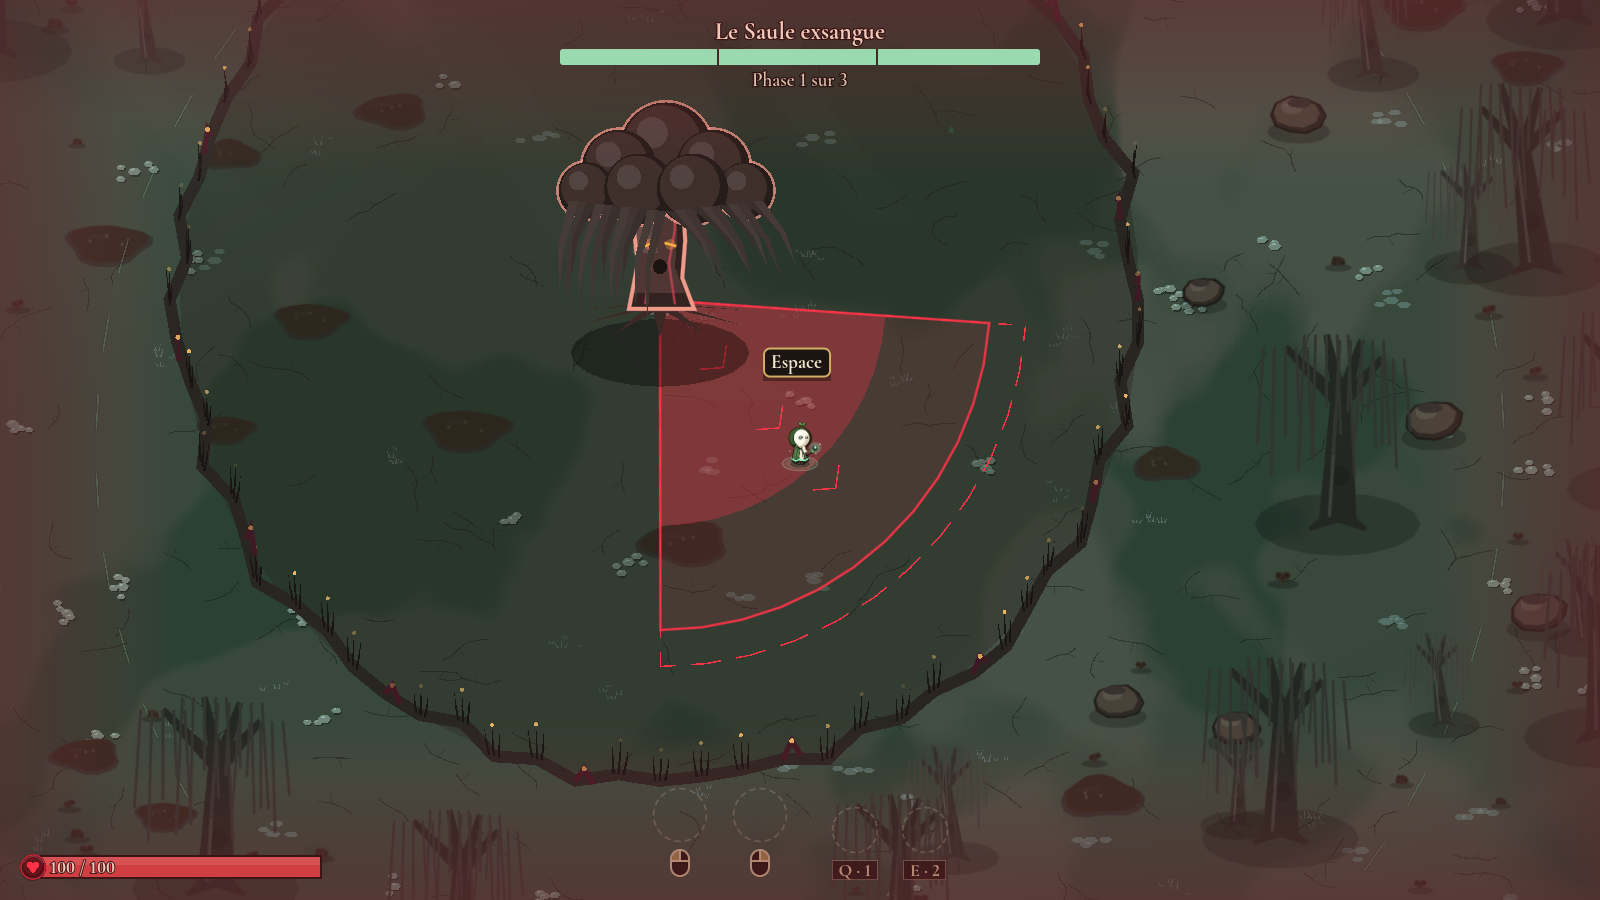 Le Saule exsangue
Phase 1 sur 3
Espace
100 / 100
Q · 1
E · 2